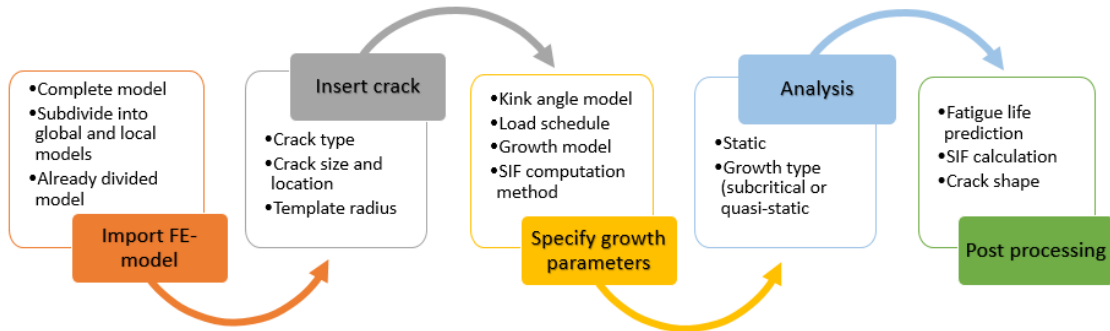 •Complete model
•Subdivide into
global and local
models
•Already divided
model
Import FE-
model
Insert crack
•Crack type
•Crack size and
location
•Template radius
•Kink angle model
•Load schedule
•Growth model
•SIF computation
method
Specify growth
parameters
Analysis
•Static
•Growth type
(subcritical or
quasi-static
•Fatigue life
prediction
•SIF calculation
•Crack shape
Post processing